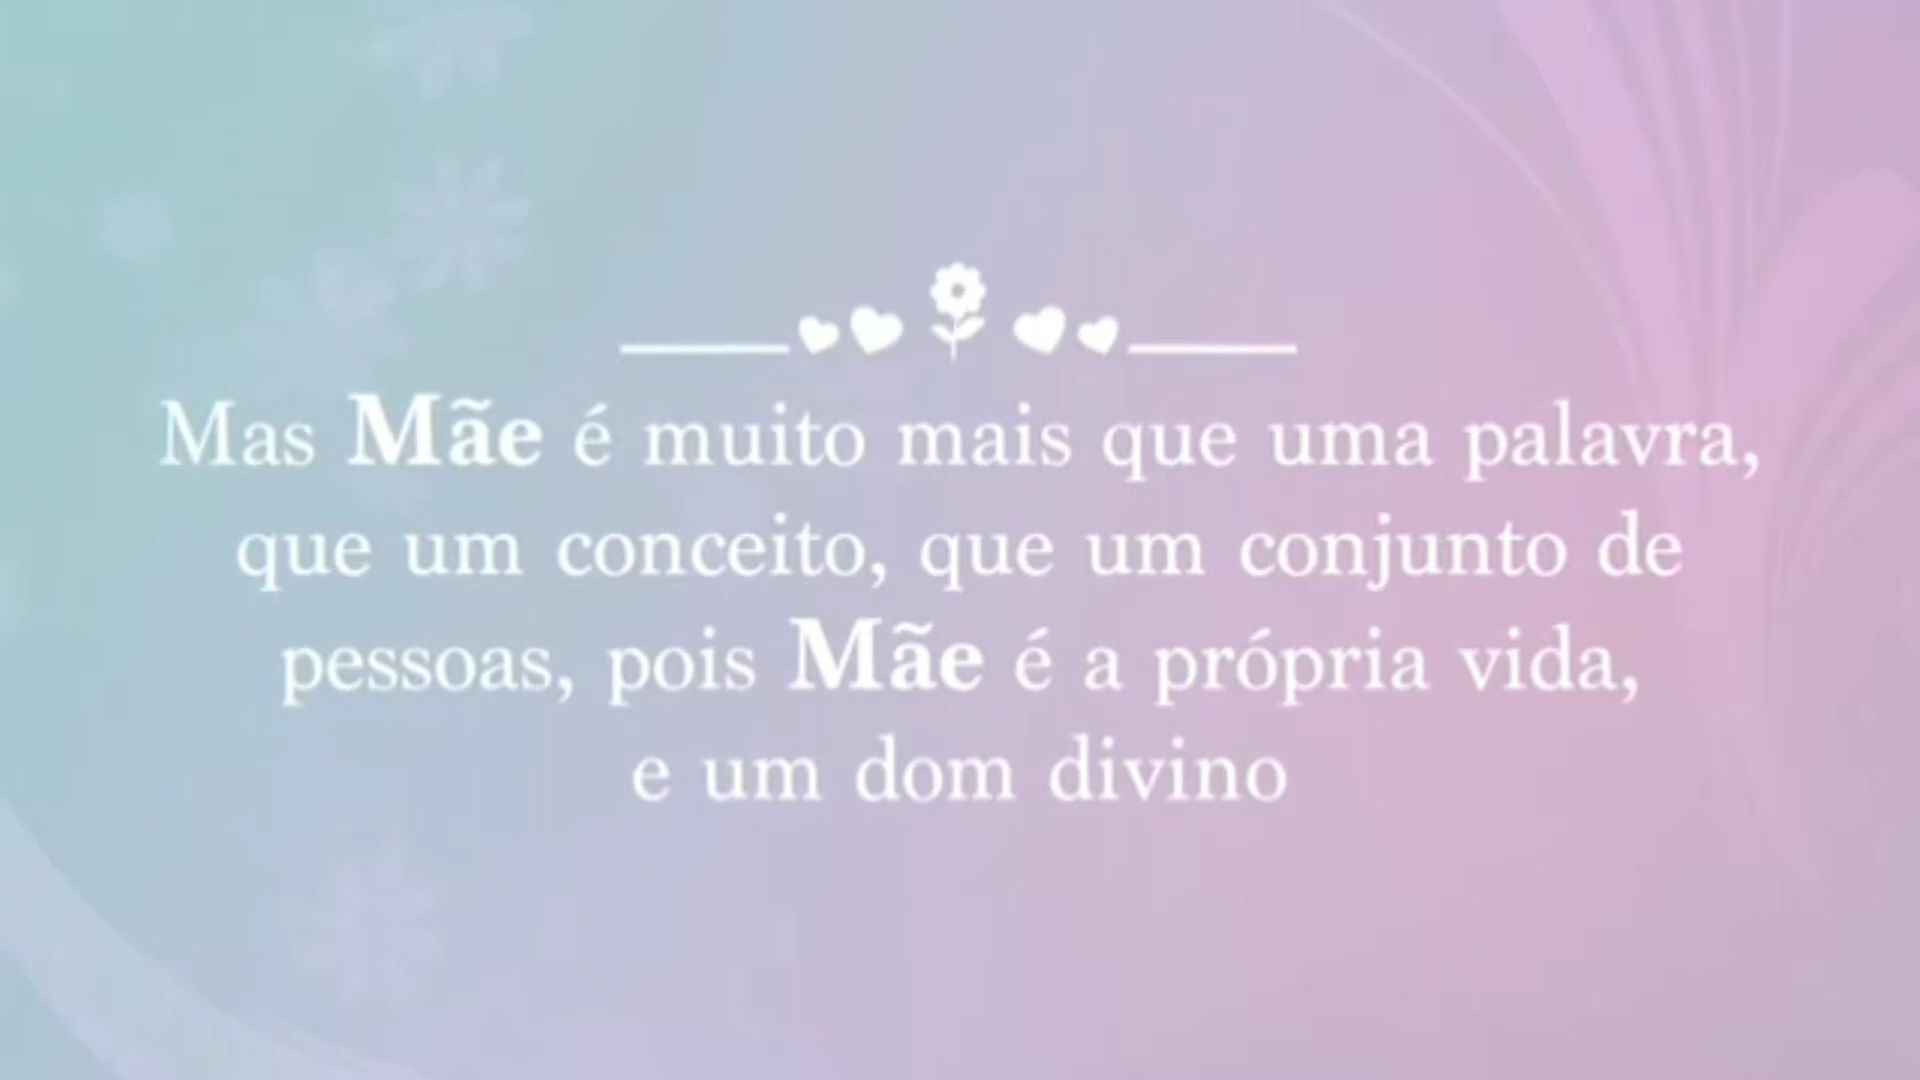 Mas Mãe é muito mais que uma palavra,
que um conceito, que um conjunto de
pessoas, pois Mãe é a própria vida,
e um dom divino